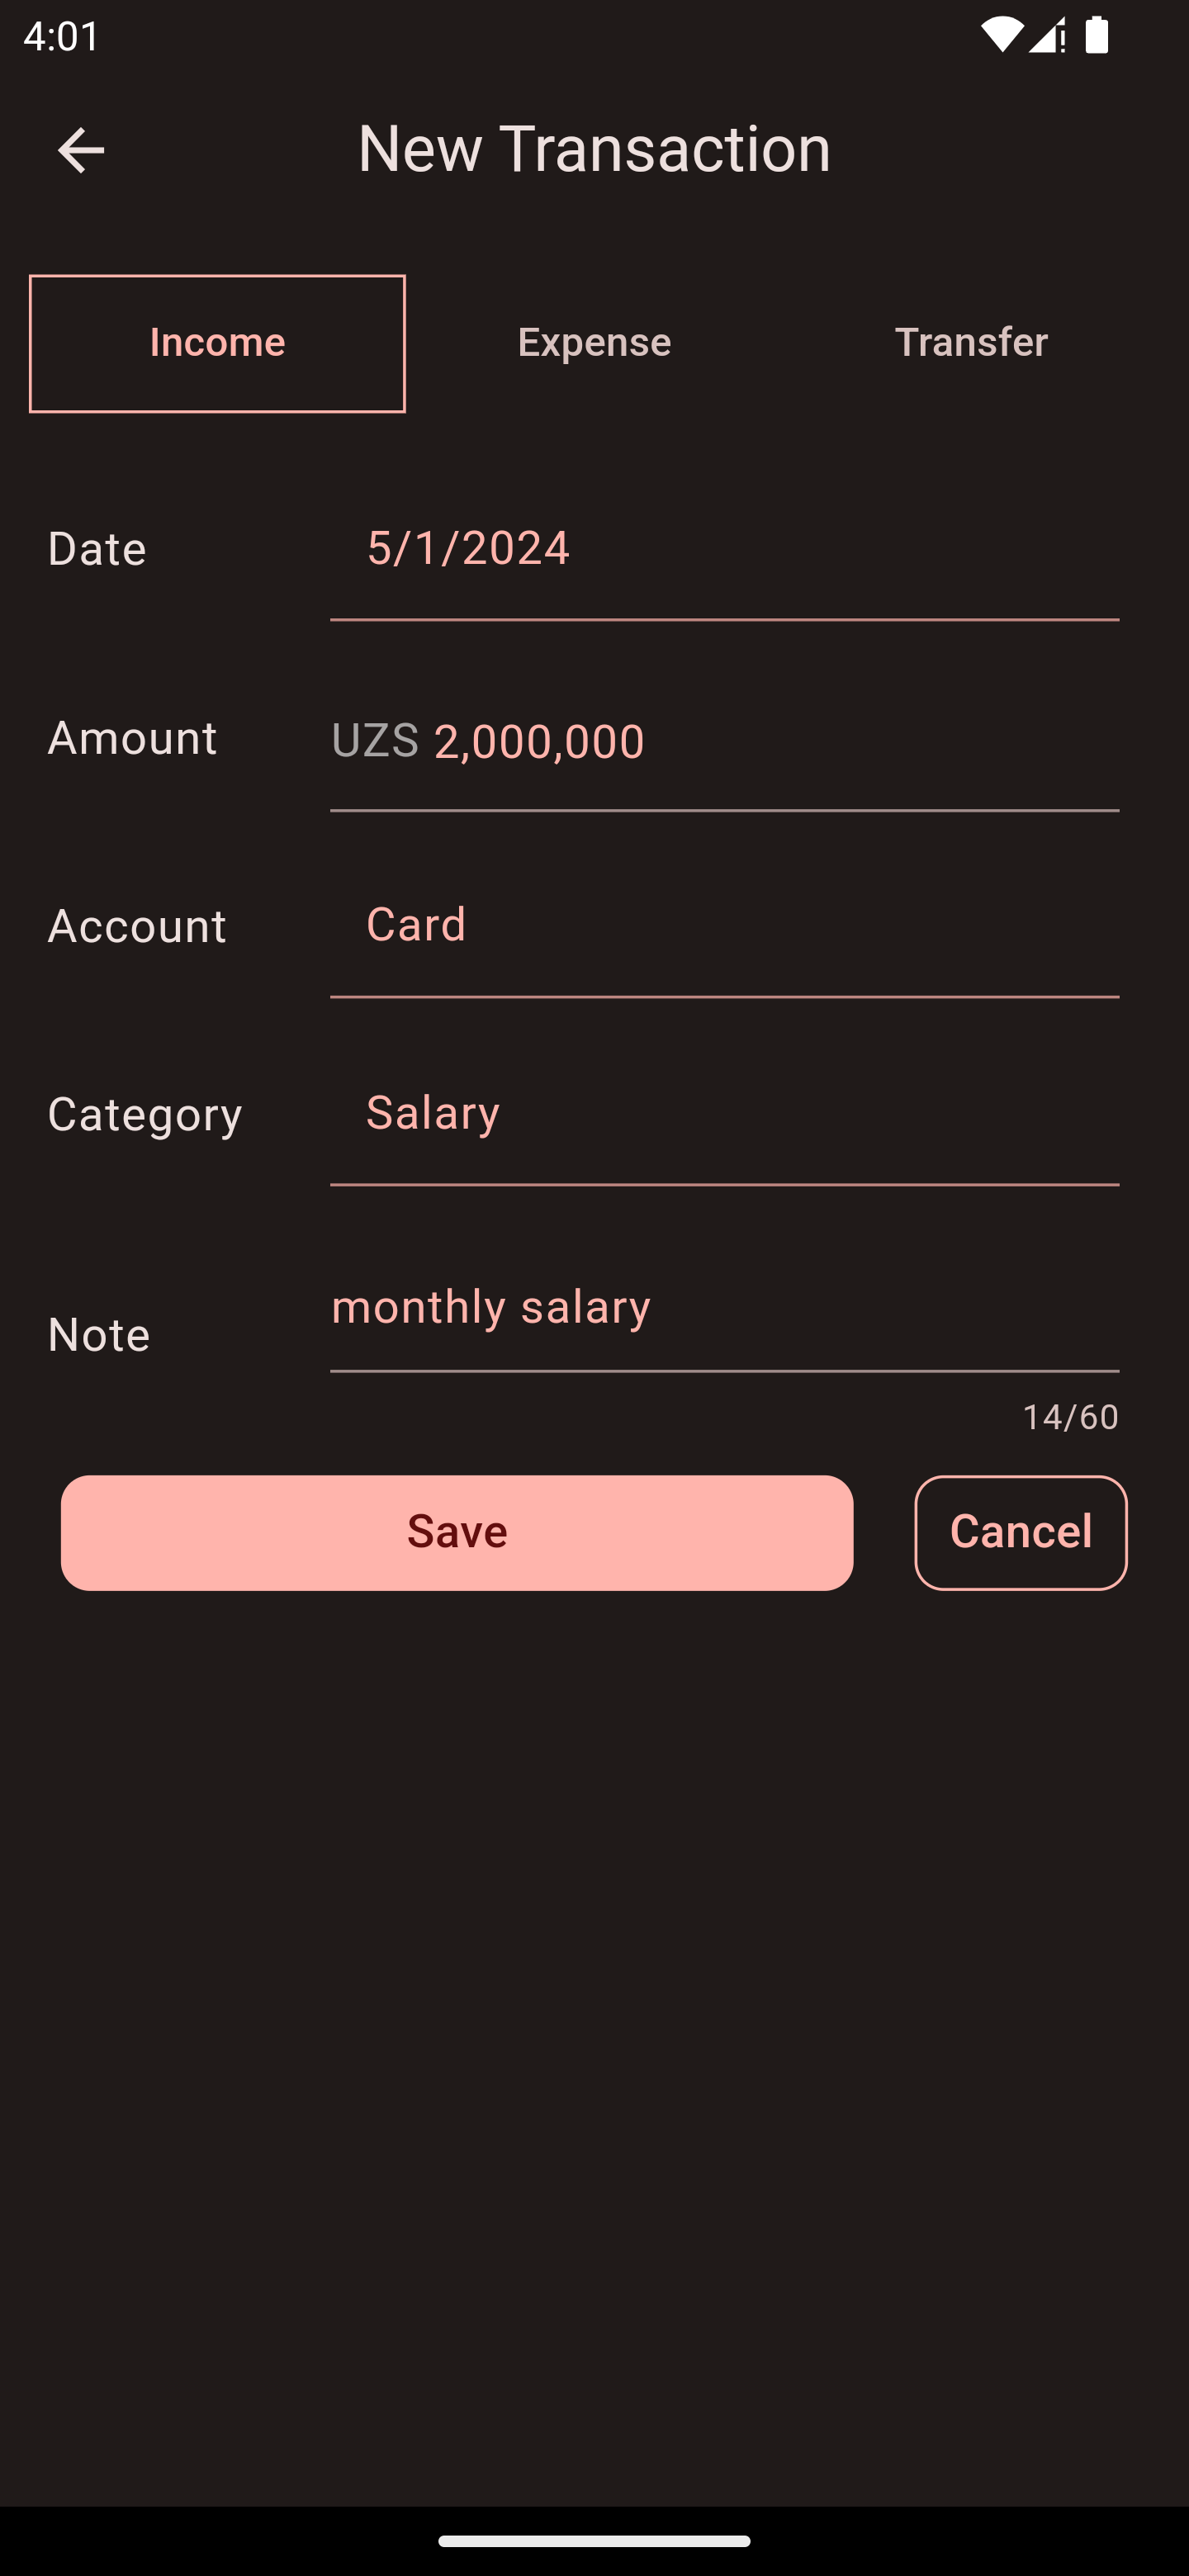 4:01
New Transaction
Income Expense Transfer
Date 5/1/2024
Amount UZS 2,000,000
Account Card
Category Salary
Note monthly salary
14/60
Save Cancel